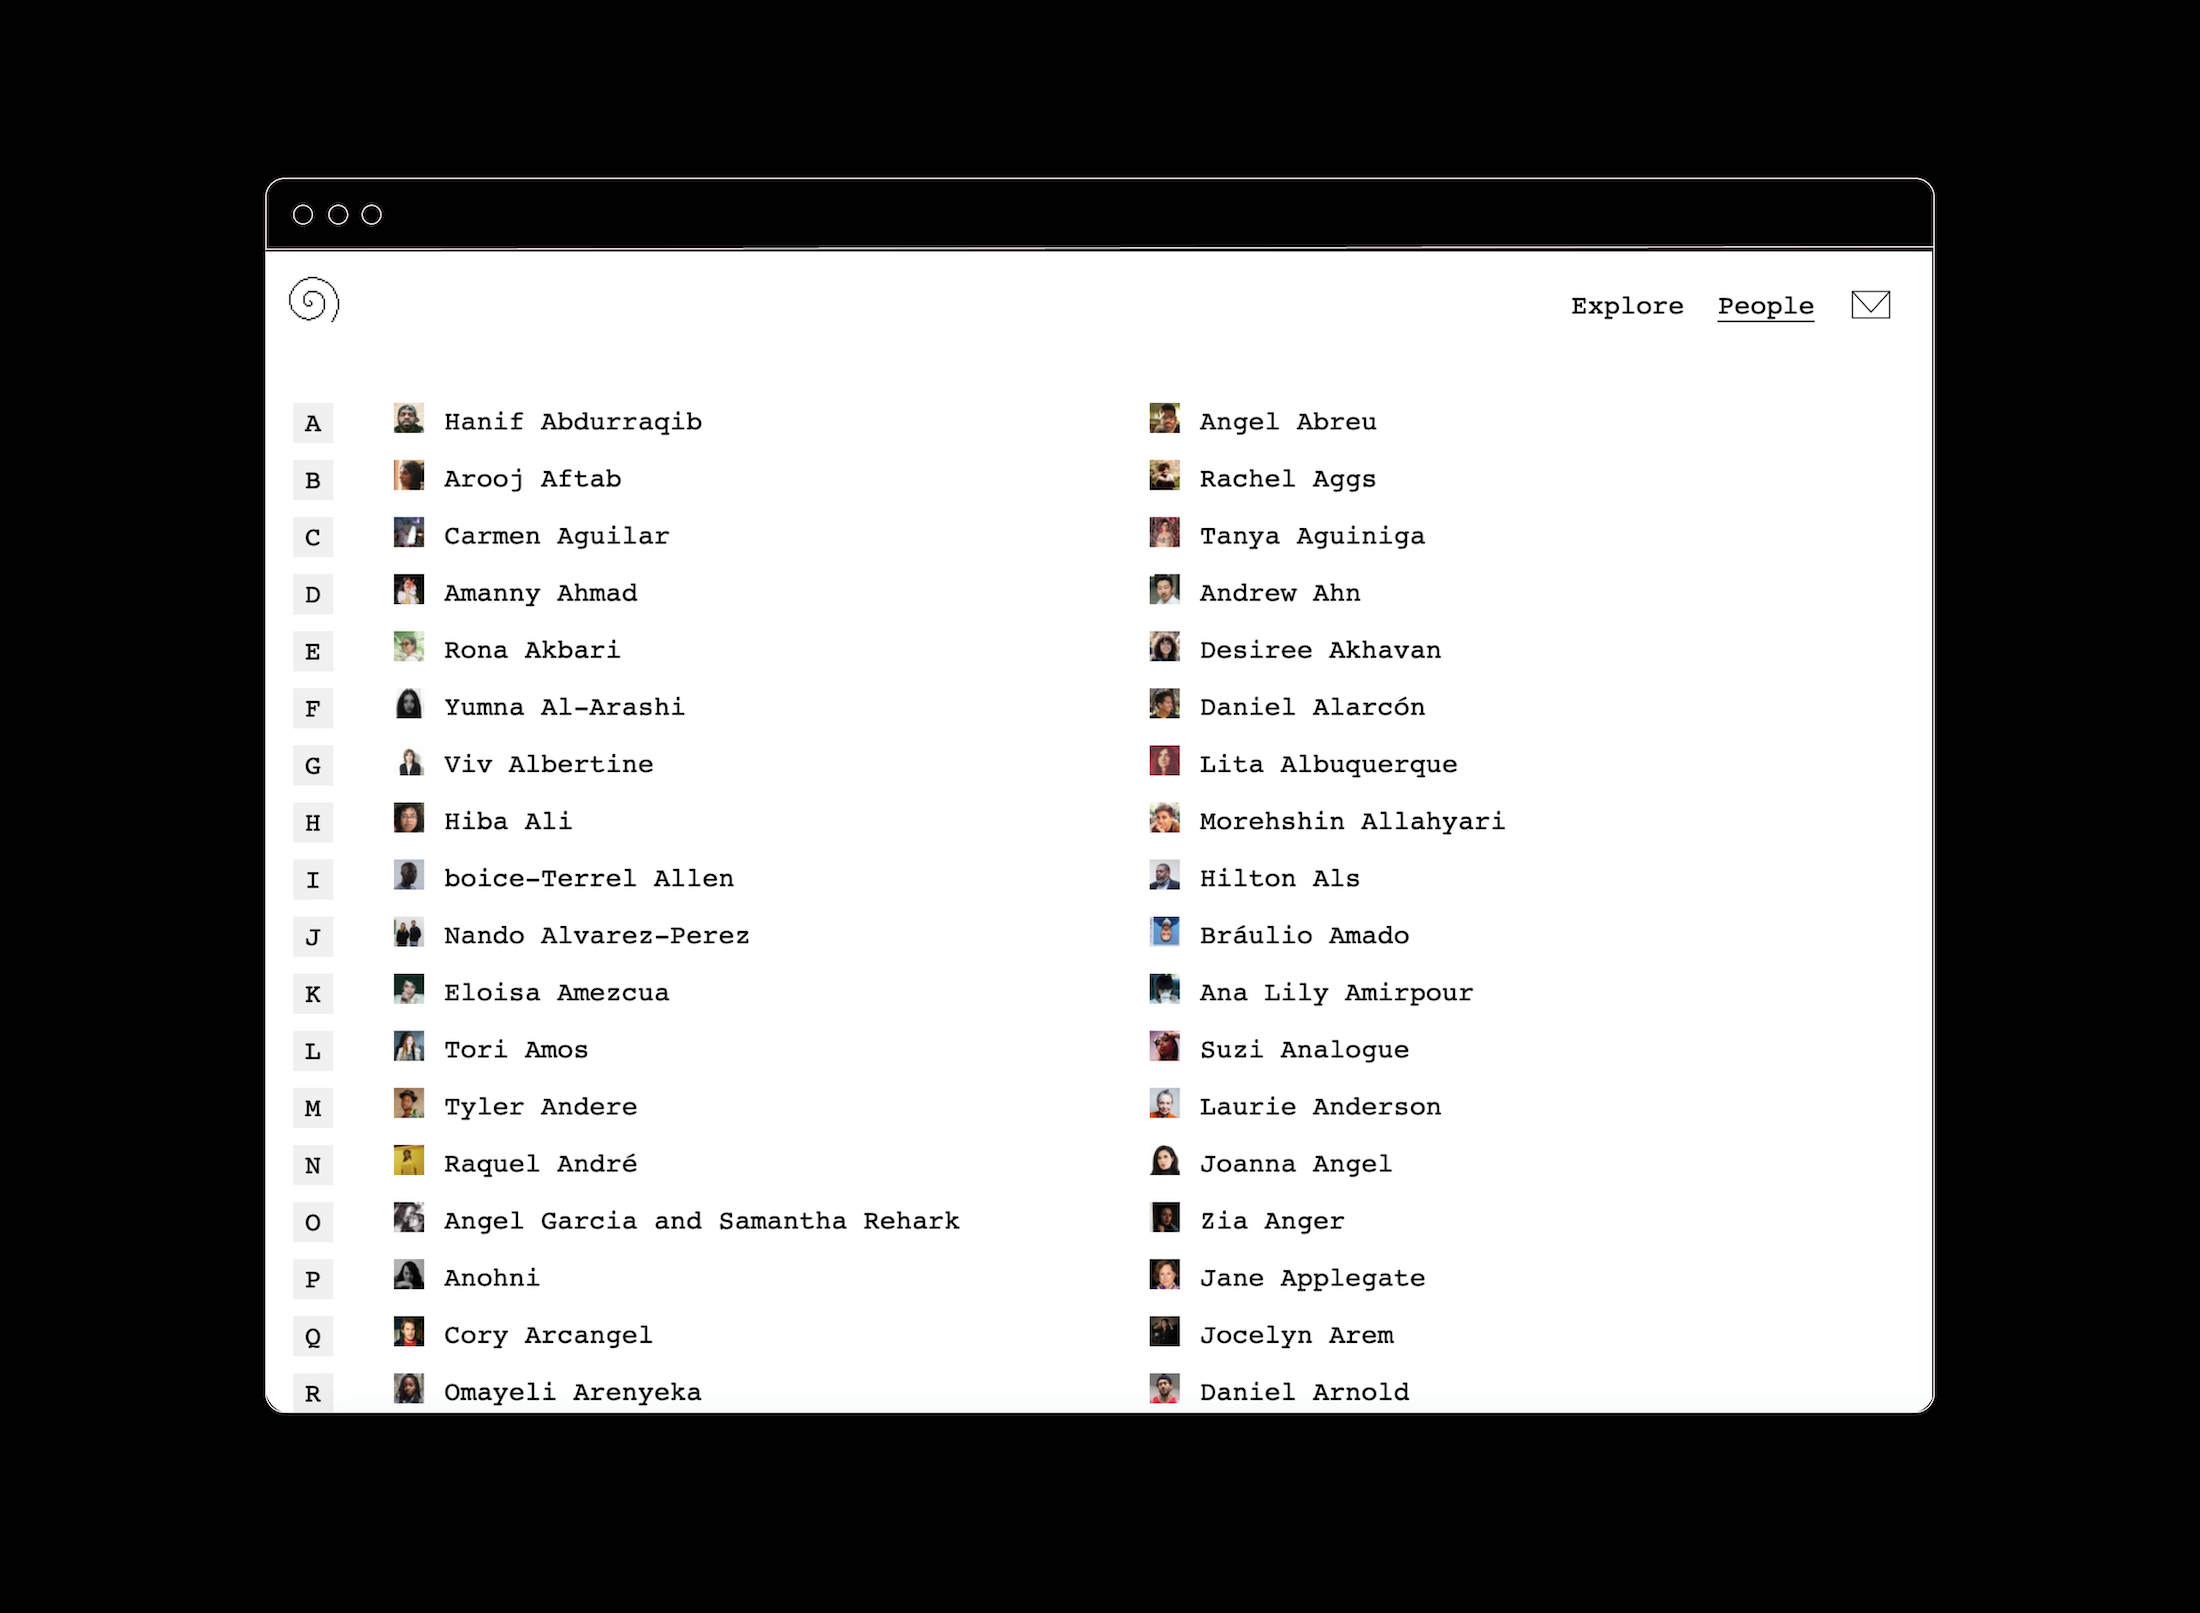 Explore People
A Hanif Abdurraqib Angel Abreu
B Arooj Aftab Rachel Aggs
C Carmen Aguilar Tanya Aguiniga
D Amanny Ahmad Andrew Ahn
E Rona Akbari Desiree Akhavan
F Yumna Al-Arashi Daniel Alarcón
G Viv Albertine Lita Albuquerque
H Hiba Ali Morehshin Allahyari
I boice-Terrel Allen Hilton Als
J Nando Alvarez-Perez Bráulio Amado
K Eloisa Amezcua Ana Lily Amirpour
L Tori Amos Suzi Analogue
M Tyler Andere Laurie Anderson
N Raquel André Joanna Angel
O Angel Garcia and Samantha Rehark Zia Anger
P Anohni Jane Applegate
Q Cory Arcangel Jocelyn Arem
R Omayeli Arenyeka Daniel Arnold